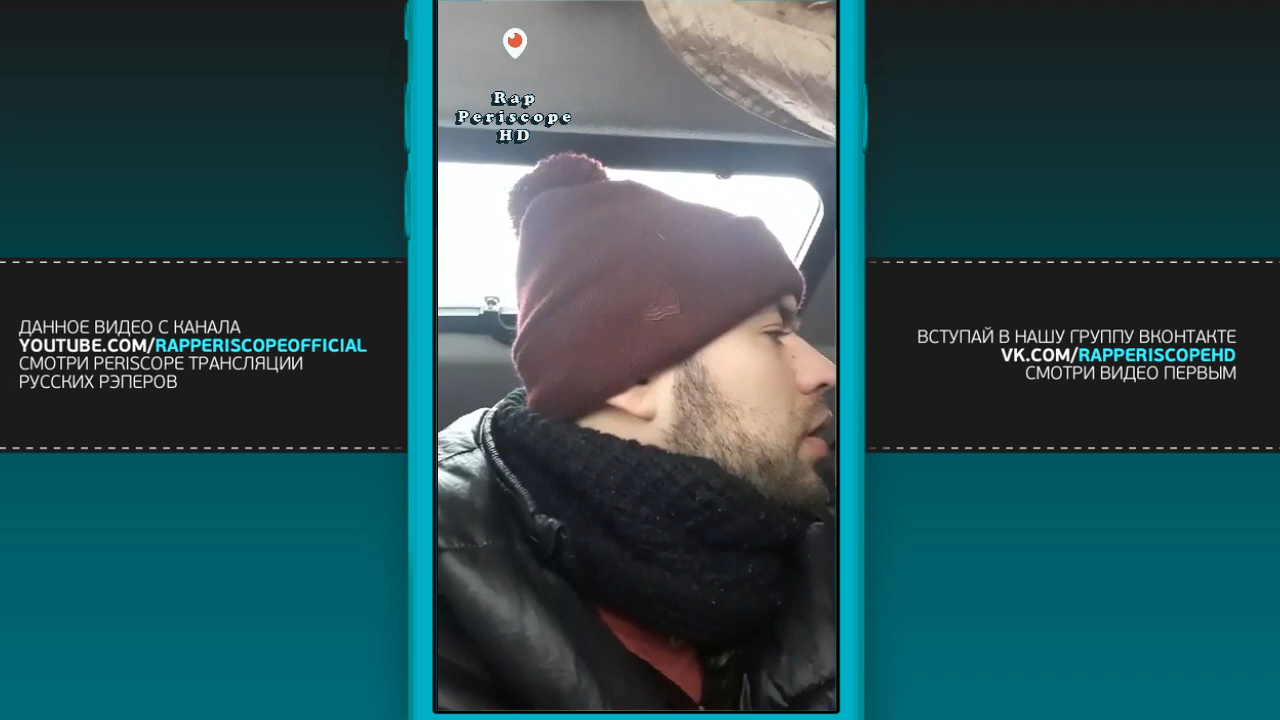 Rap
Periscope
HD
ДАННОЕ ВИДЕО С КАНАЛА
YOUTUBE.COM/RAPPERISCOPEOFFICIAL
СМОТРИ PERISCOPE ТРАНСЛЯЦИИ
РУССКИХ РЭПЕРОВ
ВСТУПАЙ В НАШУ ГРУППУ ВКОНТАКТЕ
VK.COM/RAPPERISCOPEHD
СМОТРИ ВИДЕО ПЕРВЫМ